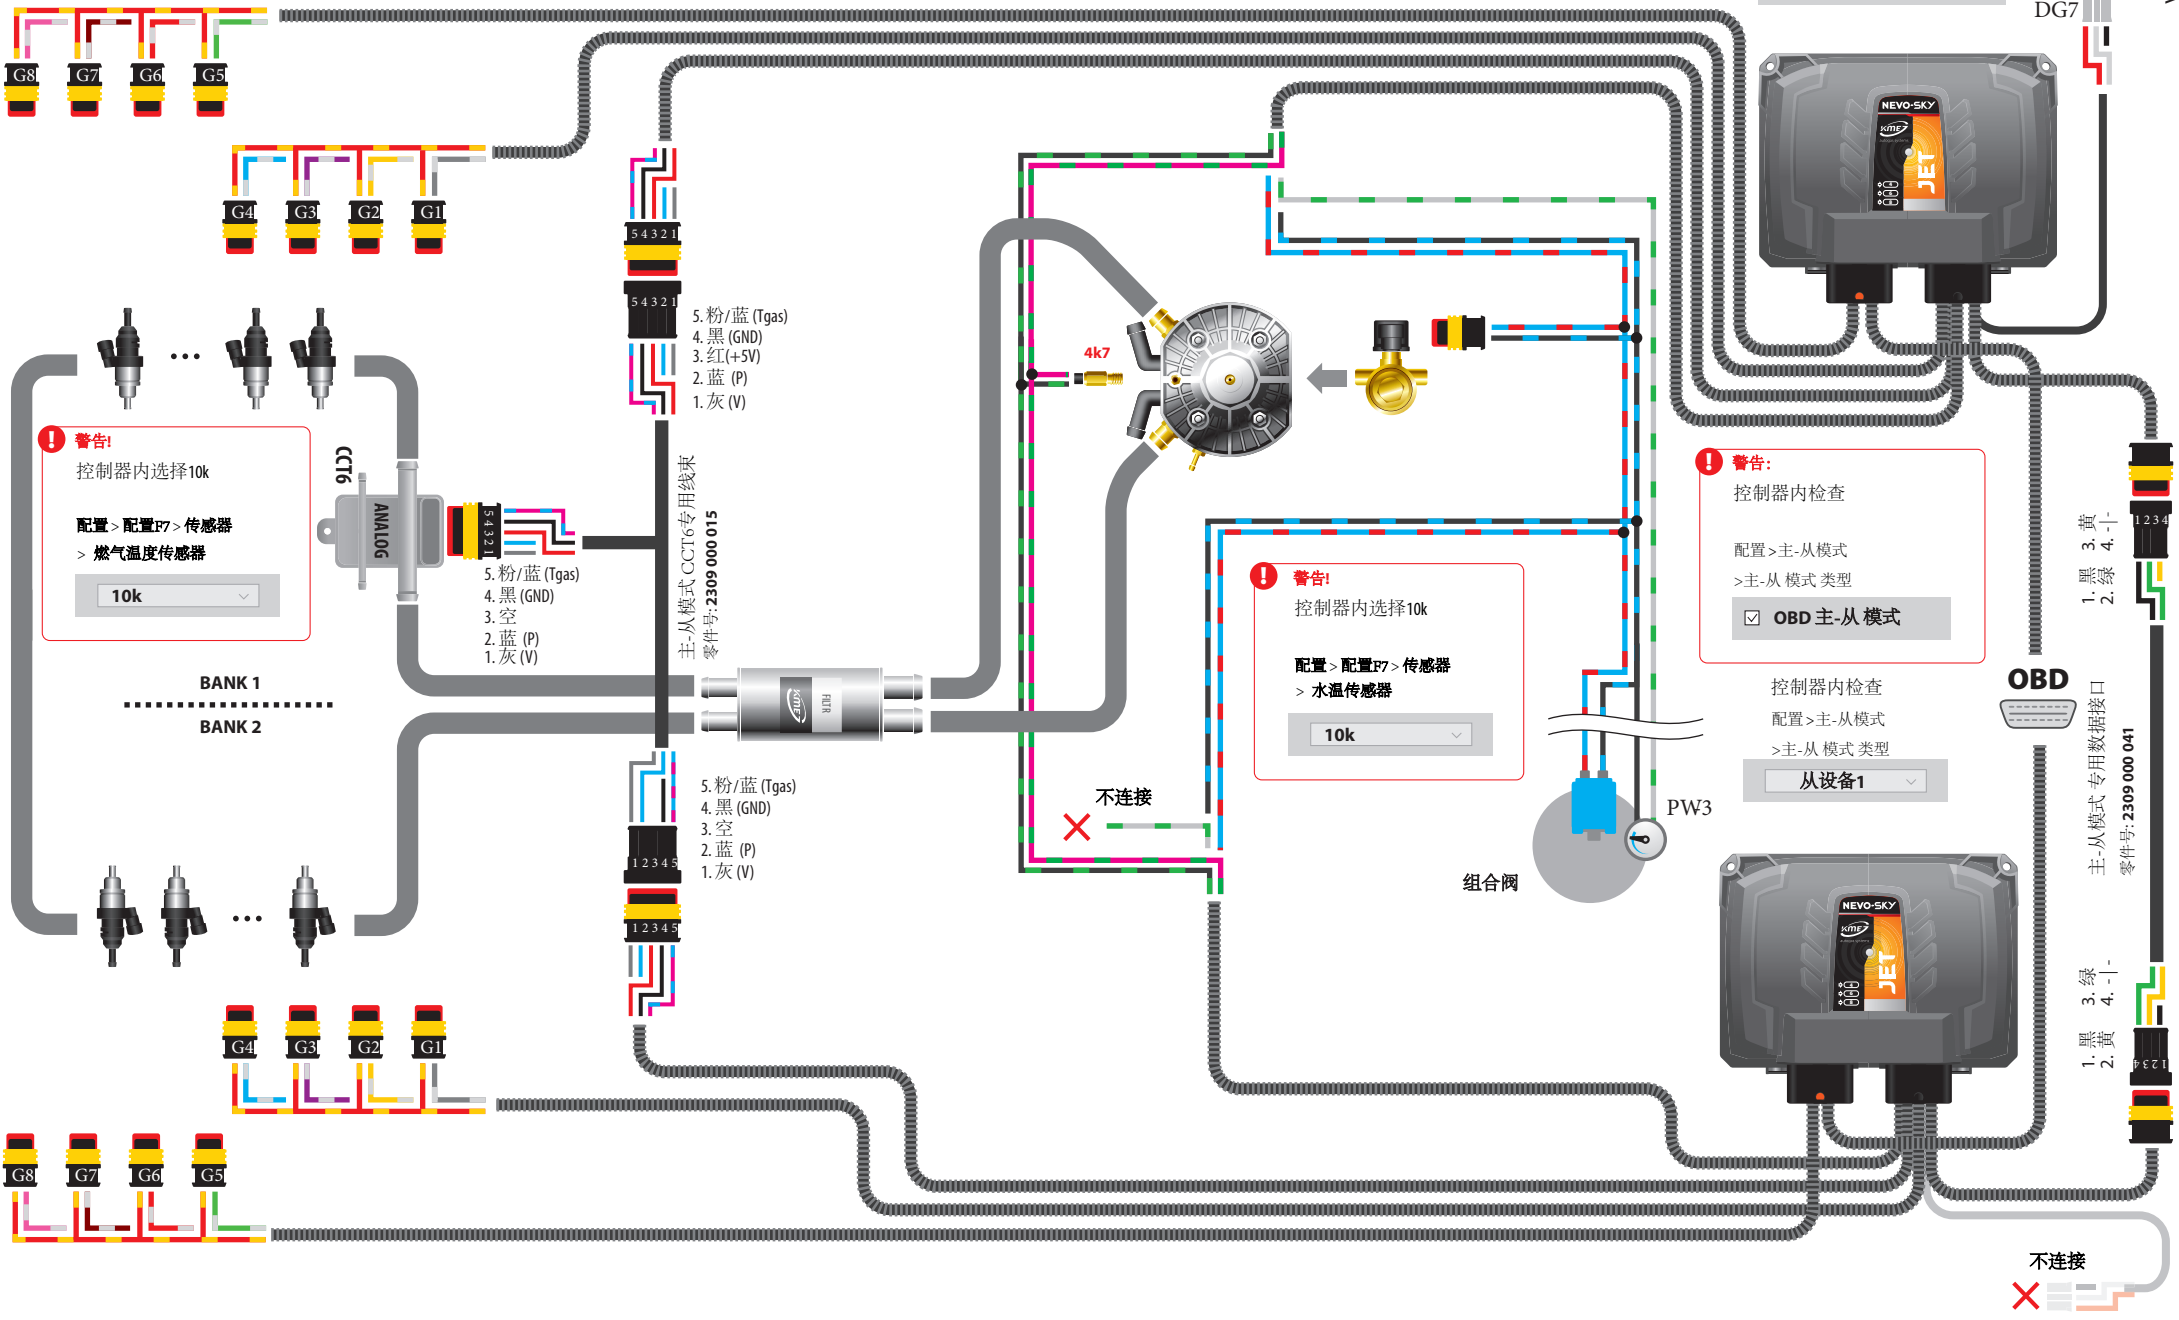 DG7
G8
G7
G6
G5
G4
G3
G2
G1
NEVO-SKY
KME
JET
5 4 3 2 1
5 4 3 2 1
5. 粉/蓝 (Tgas)
4. 黑 (GND)
3. 红(+5V)
2. 蓝 (P)
1. 灰 (V)
4k7
警告!
控制器内选择10k
配置 > 配置F7 > 传感器
> 燃气温度传感器
10k
CCT6
ANALOG
5 4 3 2 1
5. 粉/蓝 (Tgas)
4. 黑 (GND)
3. 空
2. 蓝 (P)
1. 灰 (V)
主-从模式 CCT6专用线束
零件号: 2309 000 015
BANK 1
BANK 2
KME
FILTR
警告!
控制器内选择10k
配置 > 配置F7 > 传感器
> 水温传感器
10k
警告:
控制器内检查
配置 >主-从模式
>主-从 模式 类型
OBD 主-从 模式
控制器内检查
配置 >主-从模式
>主-从 模式 类型
从设备1
OBD
1 2 3 4
1. 黑 3. 黄
2. 绿 4. -|-
主-从模式 专用数据接口
零件号: 2309 000 041
5. 粉/蓝 (Tgas)
4. 黑 (GND)
3. 空
2. 蓝 (P)
1. 灰 (V)
1 2 3 4 5
1 2 3 4 5
不连接
PW3
组合阀
NEVO-SKY
KME
JET
1. 黑 3. 绿
2. 黄 4. -|-
1 2 3 4
G4
G3
G2
G1
G8
G7
G6
G5
不连接